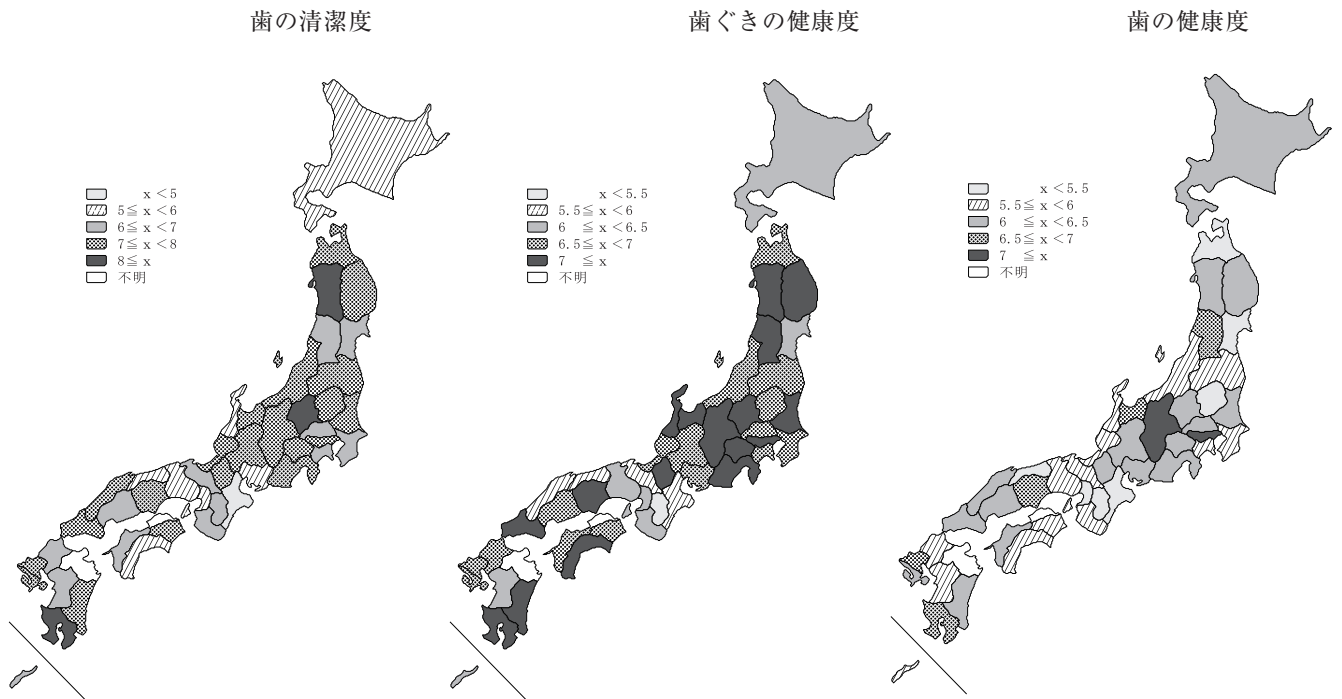 歯の清潔度
x < 5
5 ≦ x < 6
6 ≦ x < 7
7 ≦ x < 8
8 ≦ x
不明
歯ぐきの健康度
x < 5.5
5.5 ≦ x < 6
6 ≦ x < 6.5
6.5 ≦ x < 7
7 ≦ x
不明
歯の健康度
x < 5.5
5.5 ≦ x < 6
6 ≦ x < 6.5
6.5 ≦ x < 7
7 ≦ x
不明